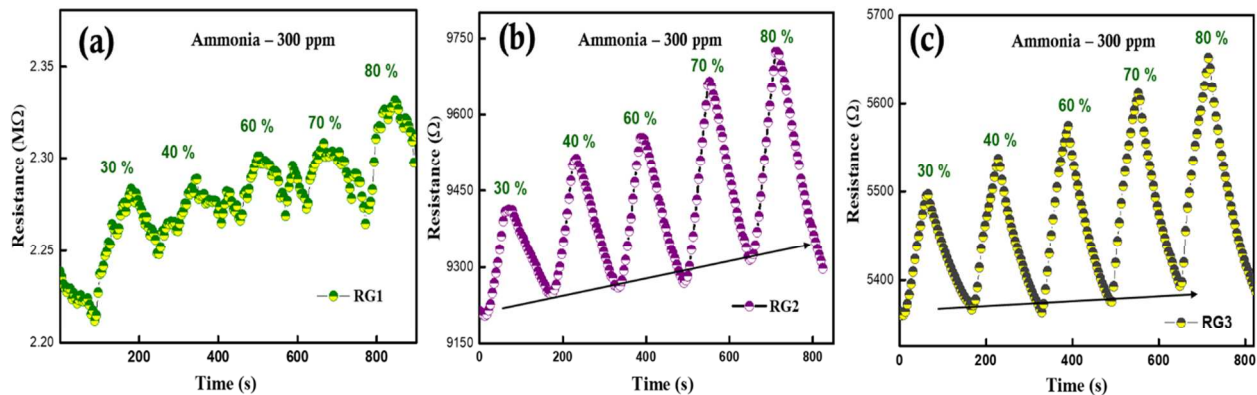 (a)
Ammonia – 300 ppm
2.35
2.30
2.25
2.20
Resistance (MΩ)
30 %
40 %
60 %
70 %
80 %
RG1
200
400
600
800
Time (s)
(b)
Ammonia – 300 ppm
9750
9600
9450
9300
9150
Resistance (Ω)
30 %
40 %
60 %
70 %
80 %
RG2
0
200
400
600
800
Time (s)
(c)
Ammonia – 300 ppm
5700
5600
5500
5400
Resistance (Ω)
30 %
40 %
60 %
70 %
80 %
RG3
0
200
400
600
800
Time (s)